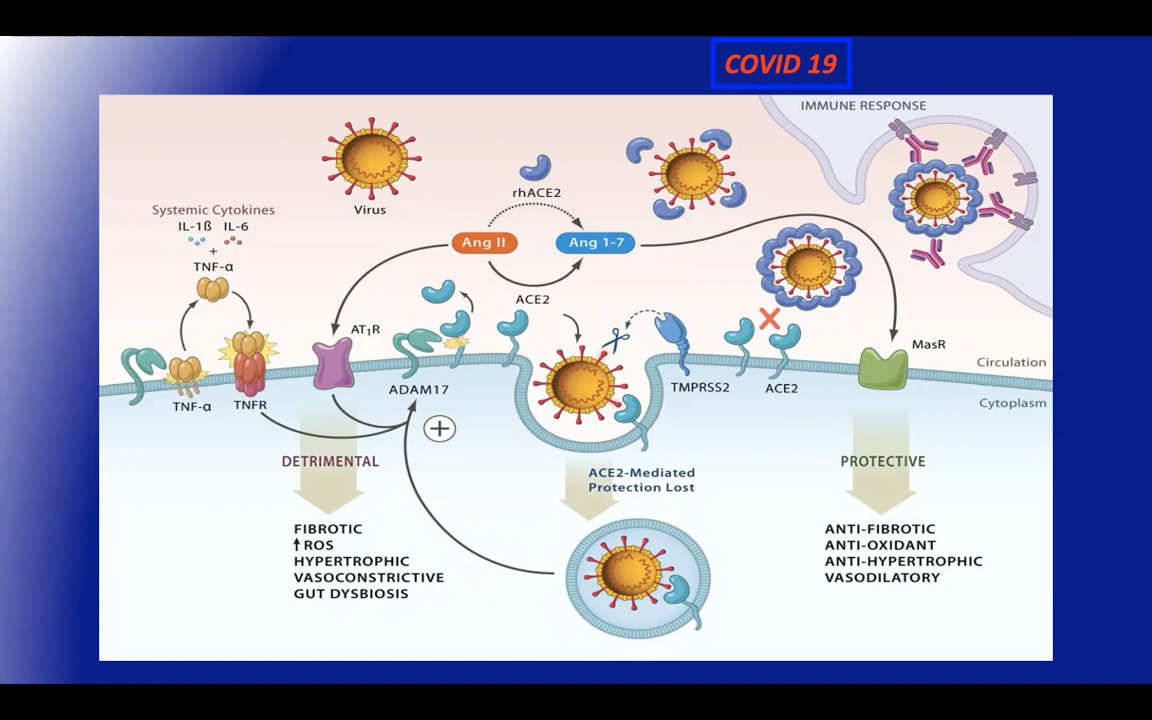 COVID 19
IMMUNE RESPONSE
Virus
rhACE2
Systemic Cytokines
IL-1ß IL-6
+
TNF-α
Ang II
Ang 1-7
ACE2
AT₁R
ADAM17
TNF-α
TNFR
TMPRSS2
ACE2
MasR
Circulation
Cytoplasm
+
DETRIMENTAL
FIBROTIC
↑ROS
HYPERTROPHIC
VASOCONSTRICTIVE
GUT DYSBIOSIS
ACE2-Mediated
Protection Lost
PROTECTIVE
ANTI-FIBROTIC
ANTI-OXIDANT
ANTI-HYPERTROPHIC
VASODILATORY